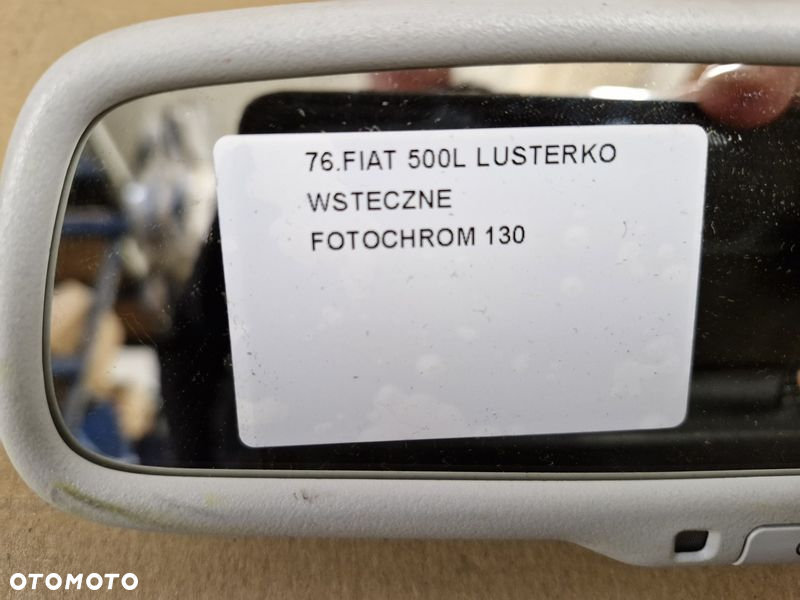 76.FIAT 500L LUSTERKO
WSTECZNE
FOTOCHROM 130
OTOMOTO